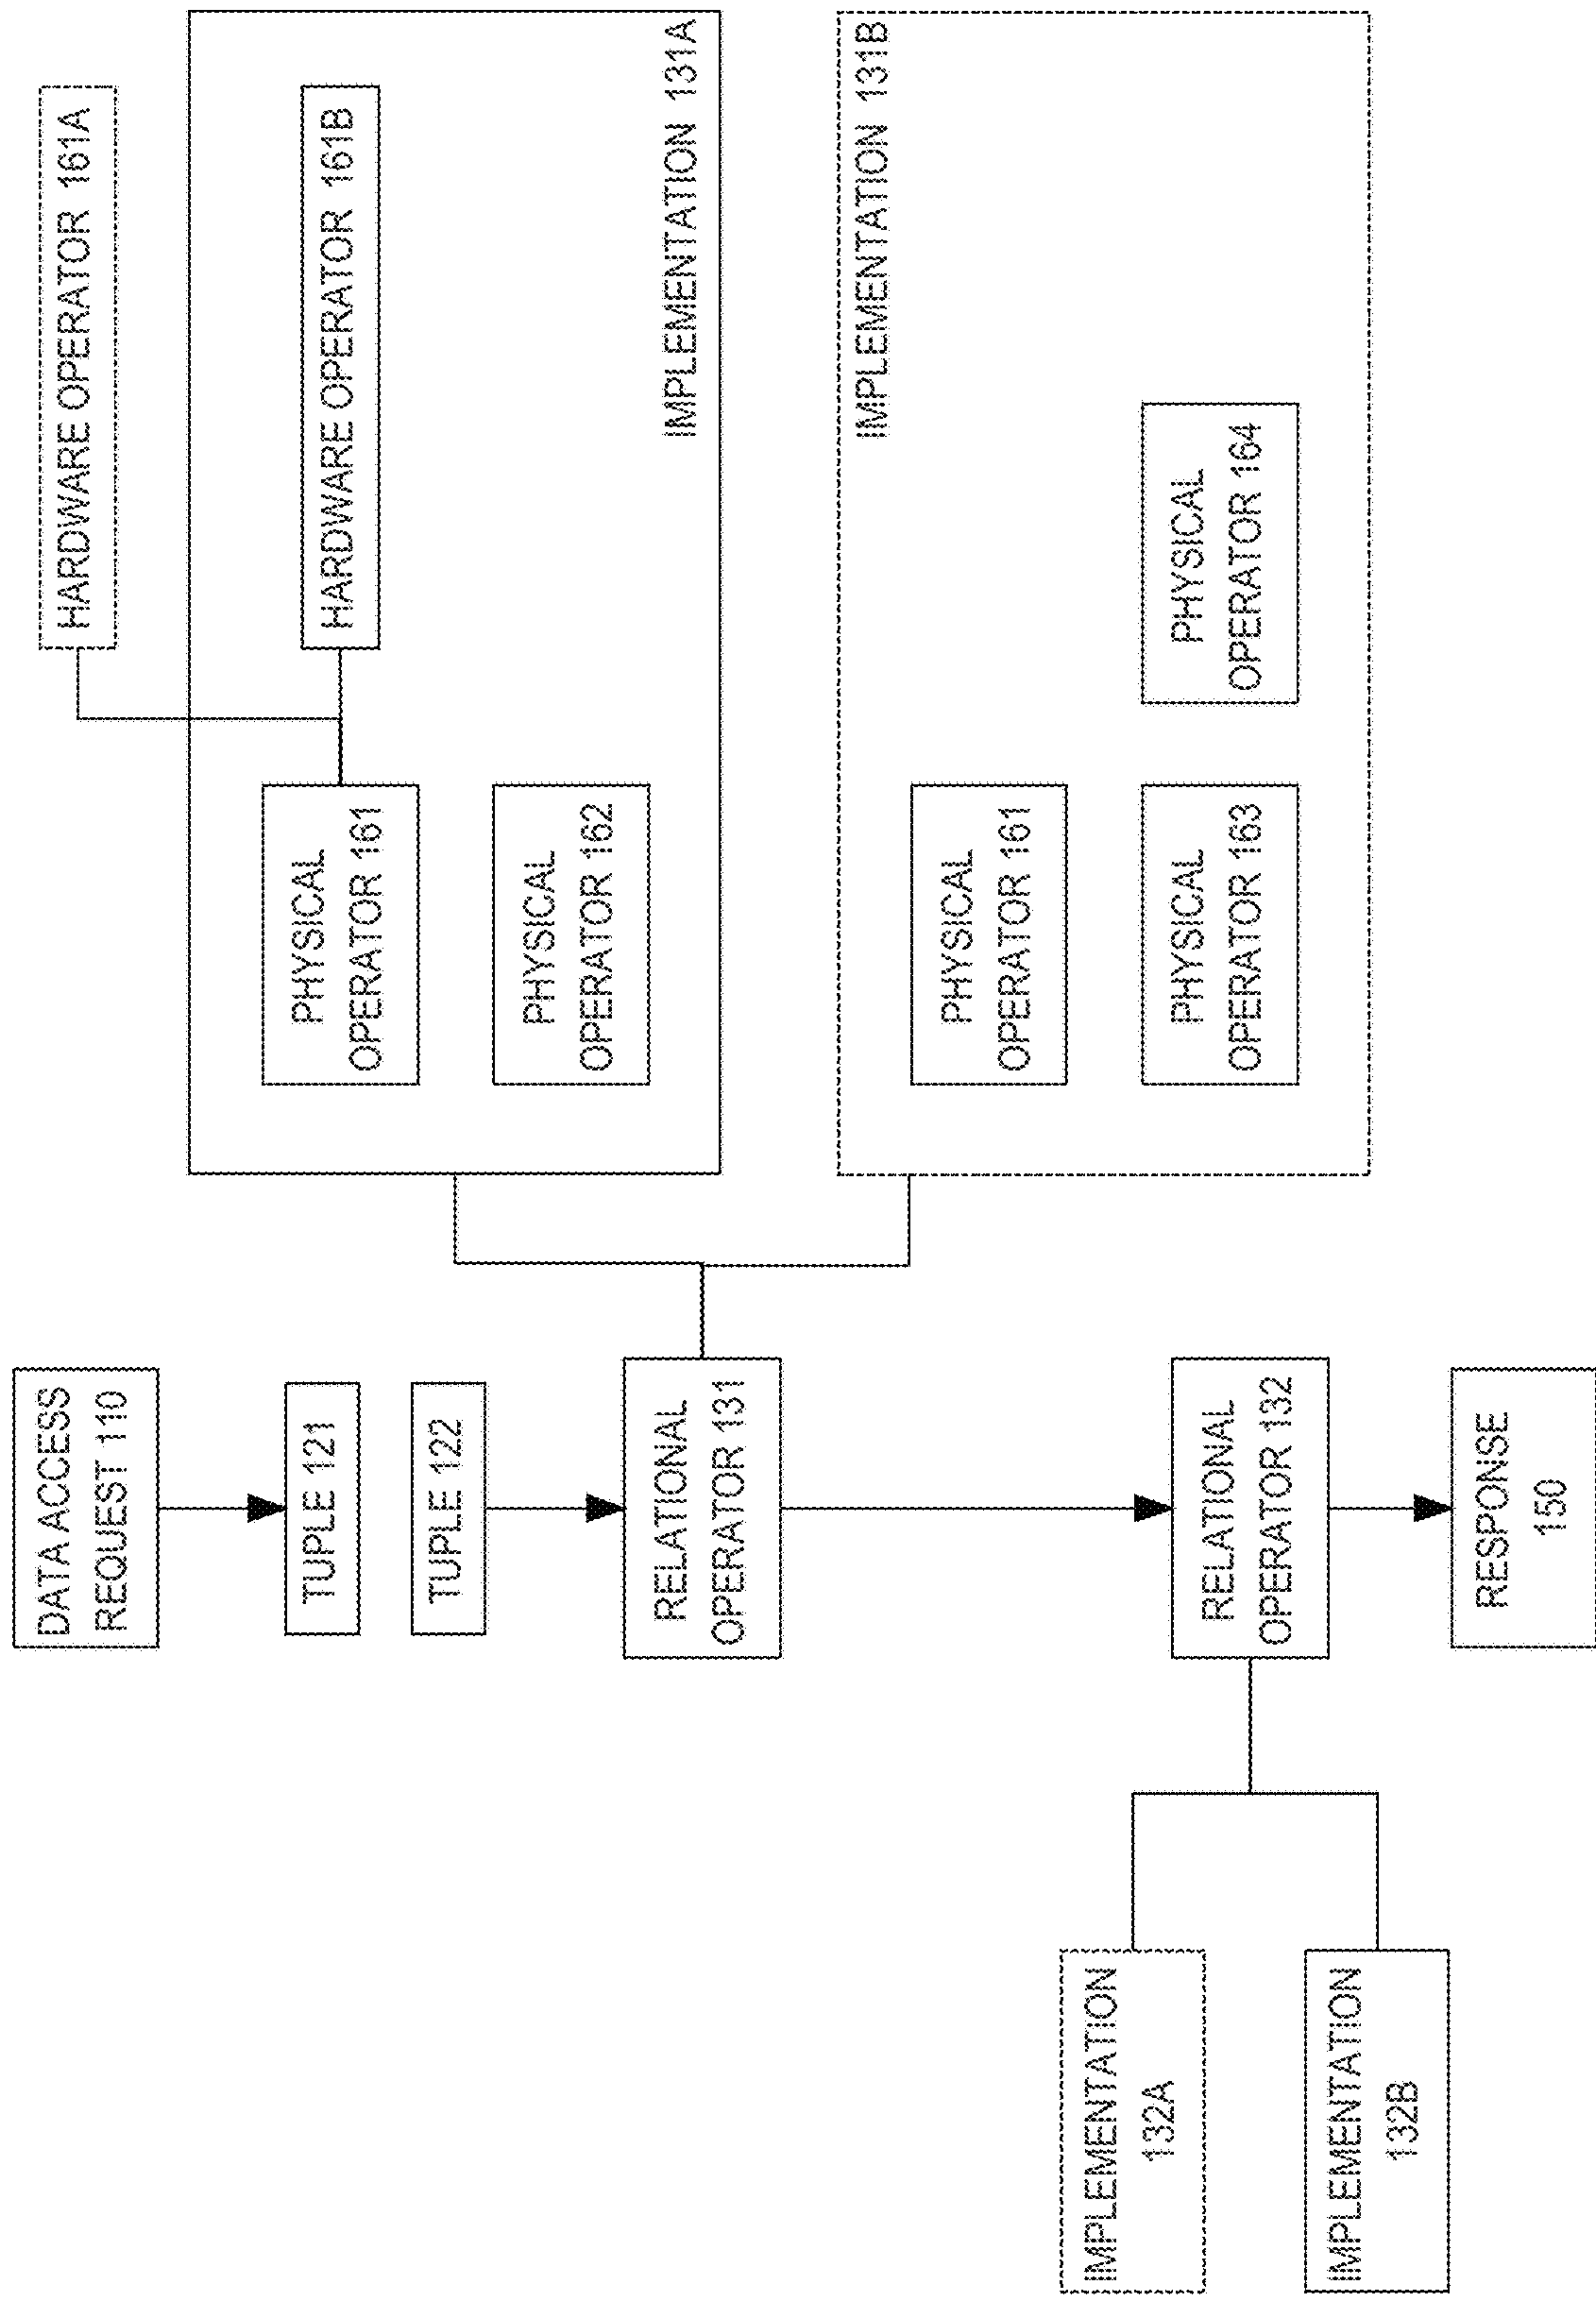 HARDWARE OPERATOR 161A
HARDWARE OPERATOR 161B
PHYSICAL
OPERATOR 161
PHYSICAL
OPERATOR 162
IMPLEMENTATION 131A
IMPLEMENTATION 131B
PHYSICAL
OPERATOR 161
PHYSICAL
OPERATOR 163
PHYSICAL
OPERATOR 164
DATA ACCESS
REQUEST 110
TUPLE 121
TUPLE 122
RELATIONAL
OPERATOR 131
RELATIONAL
OPERATOR 132
RESPONSE
150
IMPLEMENTATION
132A
IMPLEMENTATION
132B